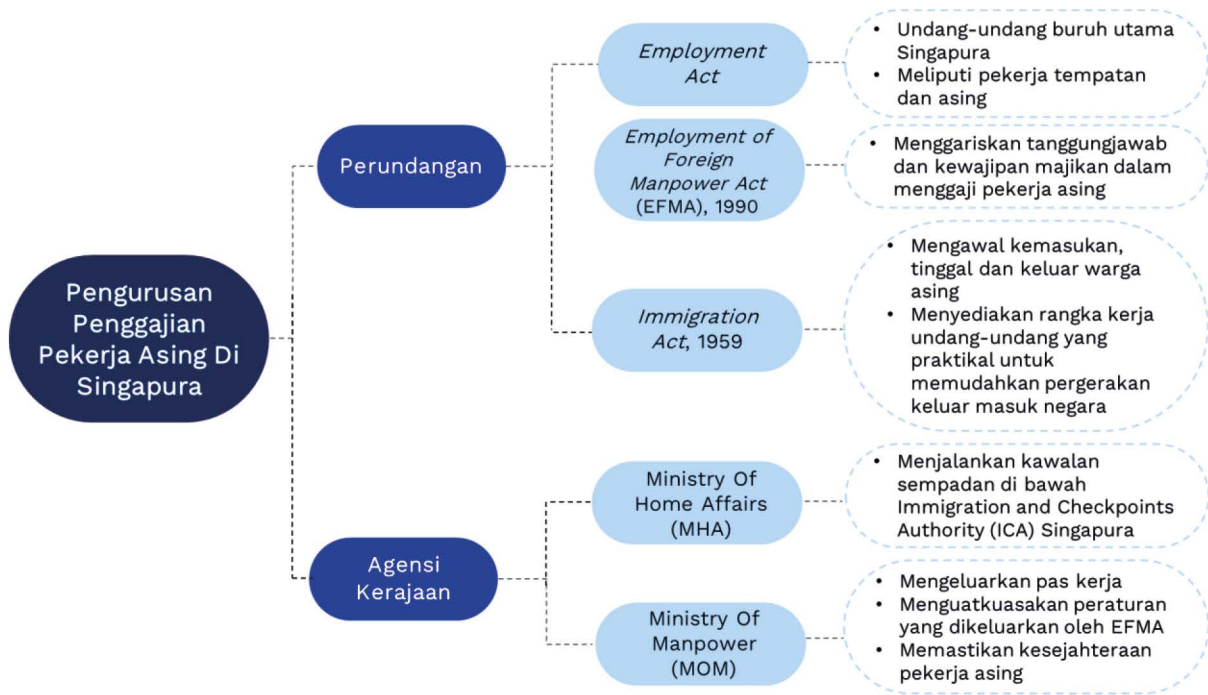 Pengurusan
Penggajian
Pekerja Asing Di
Singapura
Perundangan
Employment
Act
• Undang-undang buruh utama
Singapura
• Meliputi pekerja tempatan
dan asing
Employment of
Foreign
Manpower Act
(EFMA), 1990
• Menggariskan tanggungjawab
dan kewajipan majikan dalam
menggaji pekerja asing
Immigration
Act, 1959
• Mengawal kemasukan,
tinggal dan keluar warga
asing
• Menyediakan rangka kerja
undang-undang yang
praktikal untuk
memudahkan pergerakan
keluar masuk negara
Agensi
Kerajaan
Ministry Of
Home Affairs
(MHA)
• Menjalankan kawalan
sempadan di bawah
Immigration and Checkpoints
Authority (ICA) Singapura
Ministry Of
Manpower
(MOM)
• Mengeluarkan pas kerja
• Menguatkuasakan peraturan
yang dikeluarkan oleh EFMA
• Memastikan kesejahteraan
pekerja asing